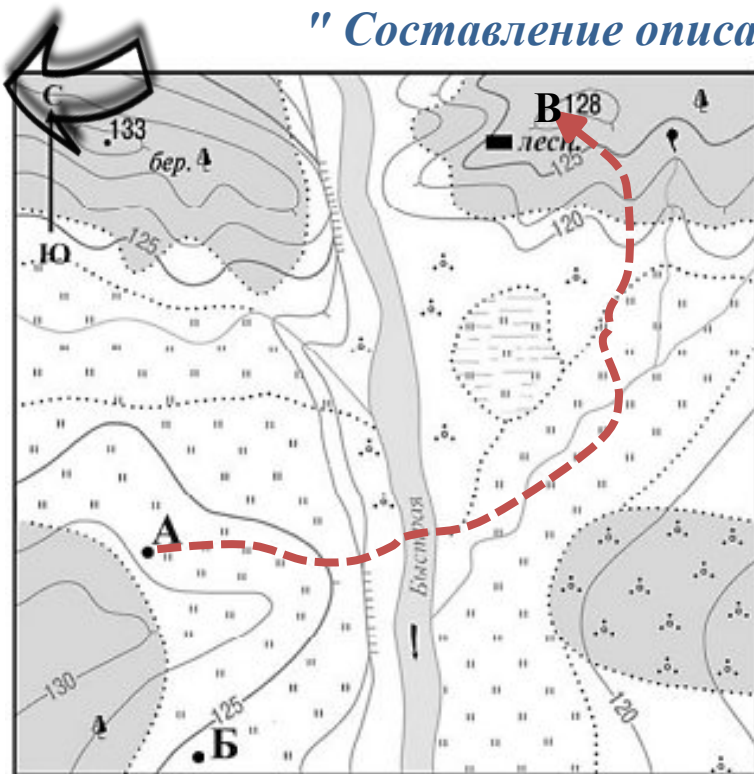 " Составление описа
С
133
бер.
125
Ю
В 128
лесн.
125
120
А
Быстрая
130
125
Б
120